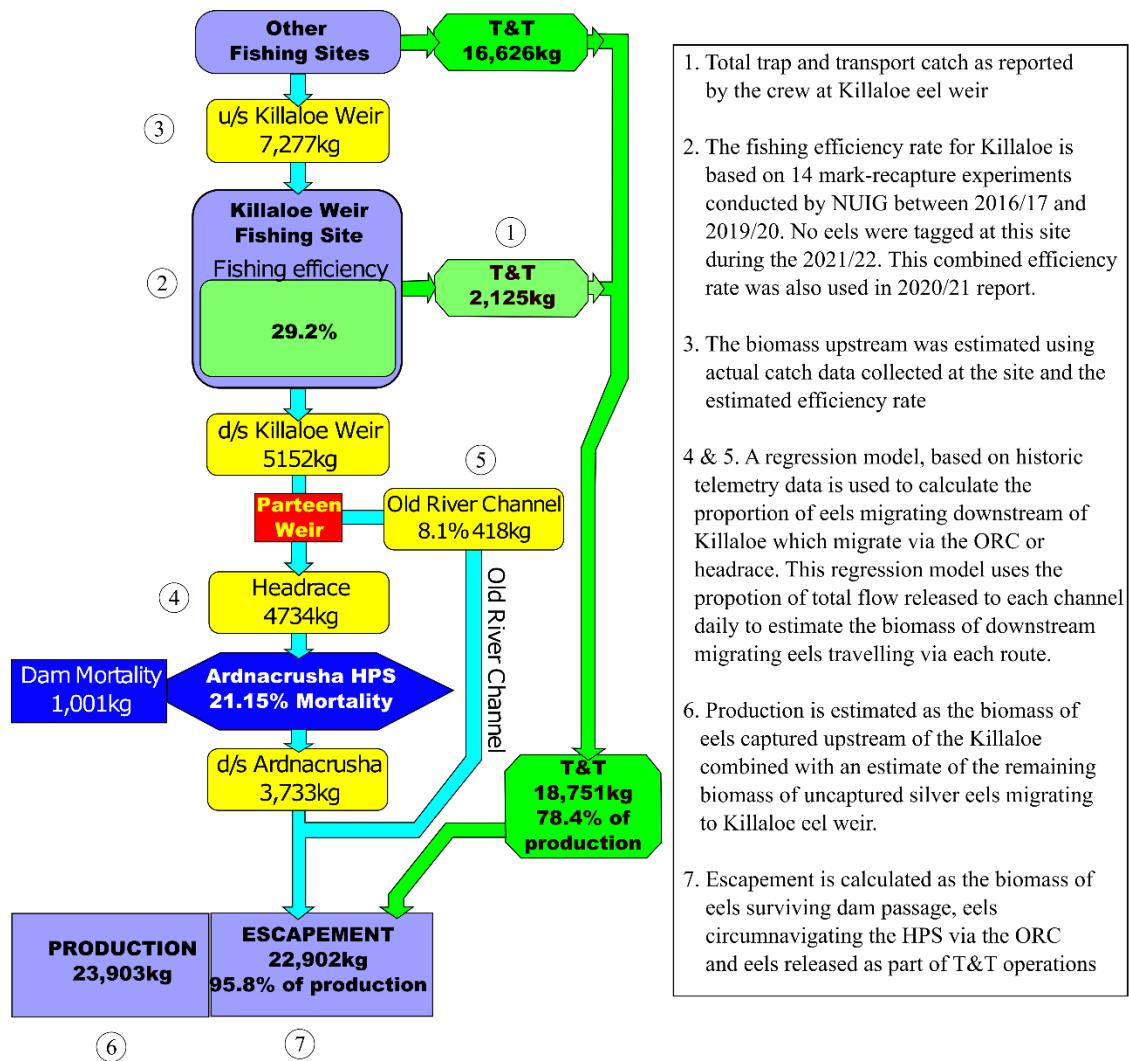 Other
Fishing Sites
T&T
16,626kg
3
u/s Killaloe Weir
7,277kg
Killaloe Weir
Fishing Site
2
Fishing efficiency
29.2%
1
T&T
2,125kg
d/s Killaloe Weir
5152kg
5
Parteen
Weir
Old River Channel
8.1% 418kg
4
Headrace
4734kg
Old River Channel
Dam Mortality
1,001kg
Ardnacrusha HPS
21.15% Mortality
d/s Ardnacrusha
3,733kg
T&T
18,751kg
78.4% of
production
PRODUCTION
23,903kg
ESCAPEMENT
22,902kg
95.8% of production
6
7
1. Total trap and transport catch as reported
by the crew at Killaloe eel weir
2. The fishing efficiency rate for Killaloe is
based on 14 mark-recapture experiments
conducted by NUIG between 2016/17 and
2019/20. No eels were tagged at this site
during the 2021/22. This combined efficiency
rate was also used in 2020/21 report.
3. The biomass upstream was estimated using
actual catch data collected at the site and the
estimated efficiency rate
4 & 5. A regression model, based on historic
telemetry data is used to calculate the
proportion of eels migrating downstream of
Killaloe which migrate via the ORC or
headrace. This regression model uses the
propotion of total flow released to each channel
daily to estimate the biomass of downstream
migrating eels travelling via each route.
6. Production is estimated as the biomass of
eels captured upstream of the Killaloe
combined with an estimate of the remaining
biomass of uncaptured silver eels migrating
to Killaloe eel weir.
7. Escapement is calculated as the biomass of
eels surviving dam passage, eels
circumnavigating the HPS via the ORC
and eels released as part of T&T operations